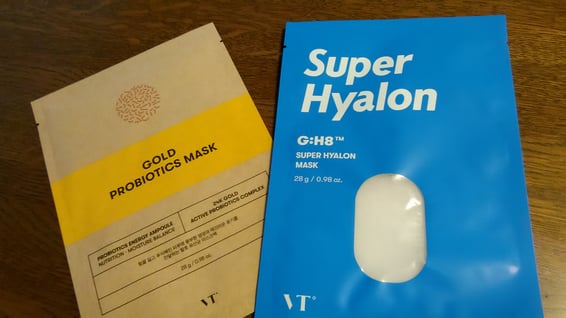 GOLD
PROBIOTICS MASK
PROBIOTICS ENERGY AMPOULE
NUTRITION · MOISTURE BALANCE
24K GOLD
ACTIVE PROBIOTICS COMPLEX
28 g / 0.98 oz.
VT
Super
Hyalon
G:H8™
SUPER HYALON
MASK
28 g / 0.98 oz.
VT